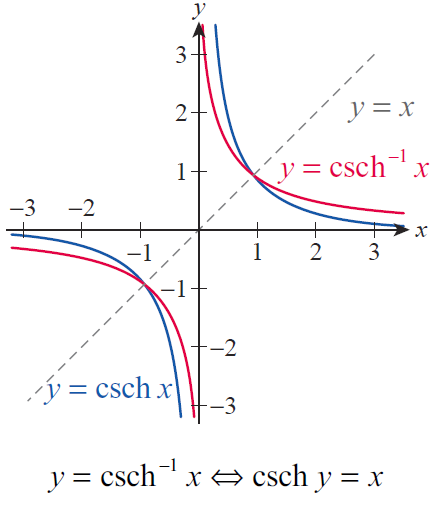 y
3
2
y = x
1
y = csch⁻¹ x
−3 −2
x
−1 1 2 3
−1
−2
y = csch x
−3
y = csch⁻¹ x ⇔ csch y = x